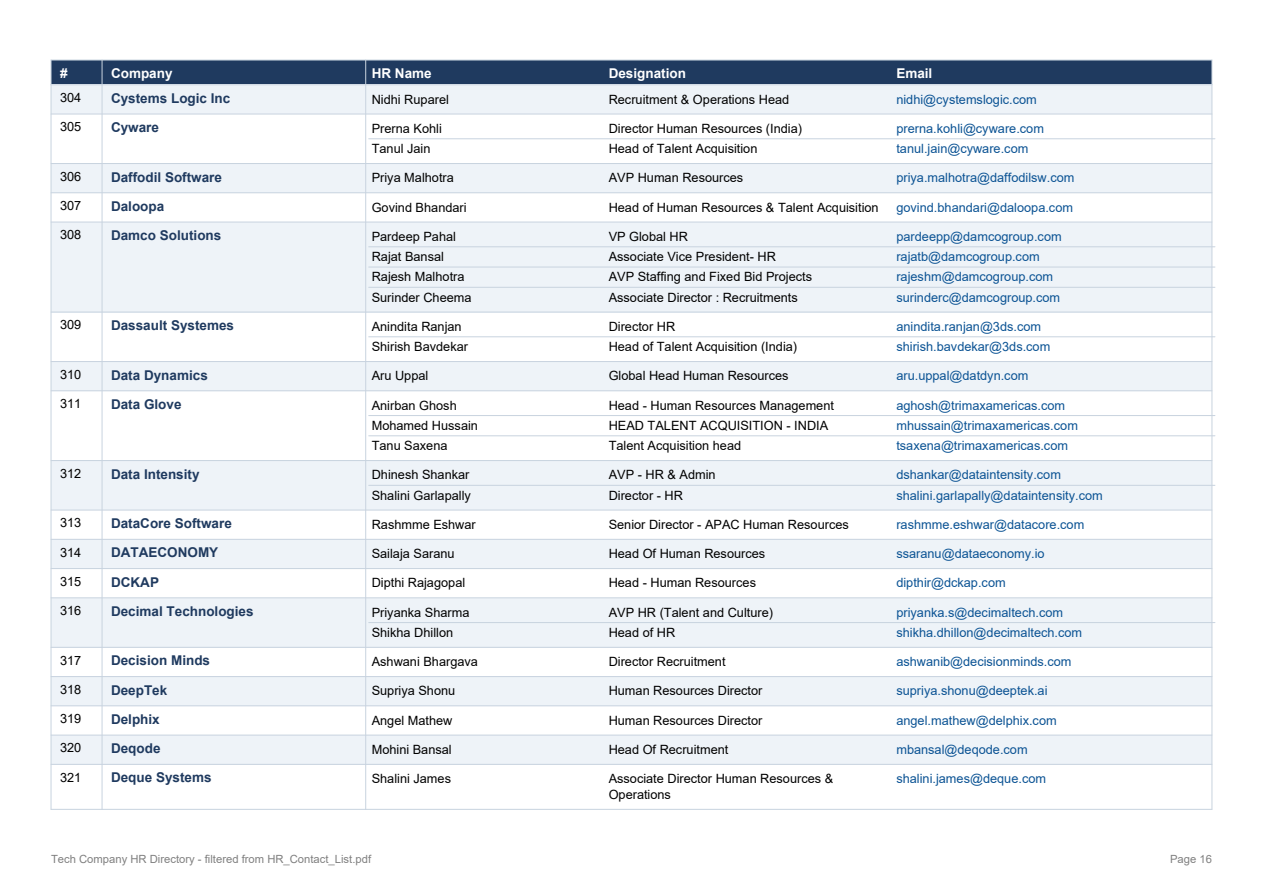 # Company HR Name Designation Email
304 Cystems Logic Inc Nidhi Ruparel Recruitment & Operations Head nidhi@cystemslogic.com
305 Cyware Prerna Kohli Director Human Resources (India) prerna.kohli@cyware.com
Tanul Jain Head of Talent Acquisition tanul.jain@cyware.com
306 Daffodil Software Priya Malhotra AVP Human Resources priya.malhotra@daffodilsw.com
307 Daloopa Govind Bhandari Head of Human Resources & Talent Acquisition govind.bhandari@daloopa.com
308 Damco Solutions Pardeep Pahal VP Global HR pardeepp@damcogroup.com
Rajat Bansal Associate Vice President- HR rajatb@damcogroup.com
Rajesh Malhotra AVP Staffing and Fixed Bid Projects rajeshm@damcogroup.com
Surinder Cheema Associate Director : Recruitments surinderc@damcogroup.com
309 Dassault Systemes Anindita Ranjan Director HR anindita.ranjan@3ds.com
Shirish Bavdekar Head of Talent Acquisition (India) shirish.bavdekar@3ds.com
310 Data Dynamics Aru Uppal Global Head Human Resources aru.uppal@datdyn.com
311 Data Glove Anirban Ghosh Head - Human Resources Management aghosh@trimaxamericas.com
Mohamed Hussain HEAD TALENT ACQUISITION - INDIA mhussain@trimaxamericas.com
Tanu Saxena Talent Acquisition head tsaxena@trimaxamericas.com
312 Data Intensity Dhinesh Shankar AVP - HR & Admin dshankar@dataintensity.com
Shalini Garlapally Director - HR shalini.garlapally@dataintensity.com
313 DataCore Software Rashmme Eshwar Senior Director - APAC Human Resources rashmme.eshwar@datacore.com
314 DATAECONOMY Sailaja Saranu Head Of Human Resources ssaranu@dataeconomy.io
315 DCKAP Dipthi Rajagopal Head - Human Resources dipthir@dckap.com
316 Decimal Technologies Priyanka Sharma AVP HR (Talent and Culture) priyanka.s@decimaltech.com
Shikha Dhillon Head of HR shikha.dhillon@decimaltech.com
317 Decision Minds Ashwani Bhargava Director Recruitment ashwanib@decisionminds.com
318 DeepTek Supriya Shonu Human Resources Director supriya.shonu@deeptek.ai
319 Delphix Angel Mathew Human Resources Director angel.mathew@delphix.com
320 Deqode Mohini Bansal Head Of Recruitment mbansal@deqode.com
321 Deque Systems Shalini James Associate Director Human Resources & shalini.james@deque.com
Operations
Tech Company HR Directory - filtered from HR_Contact_List.pdf Page 16